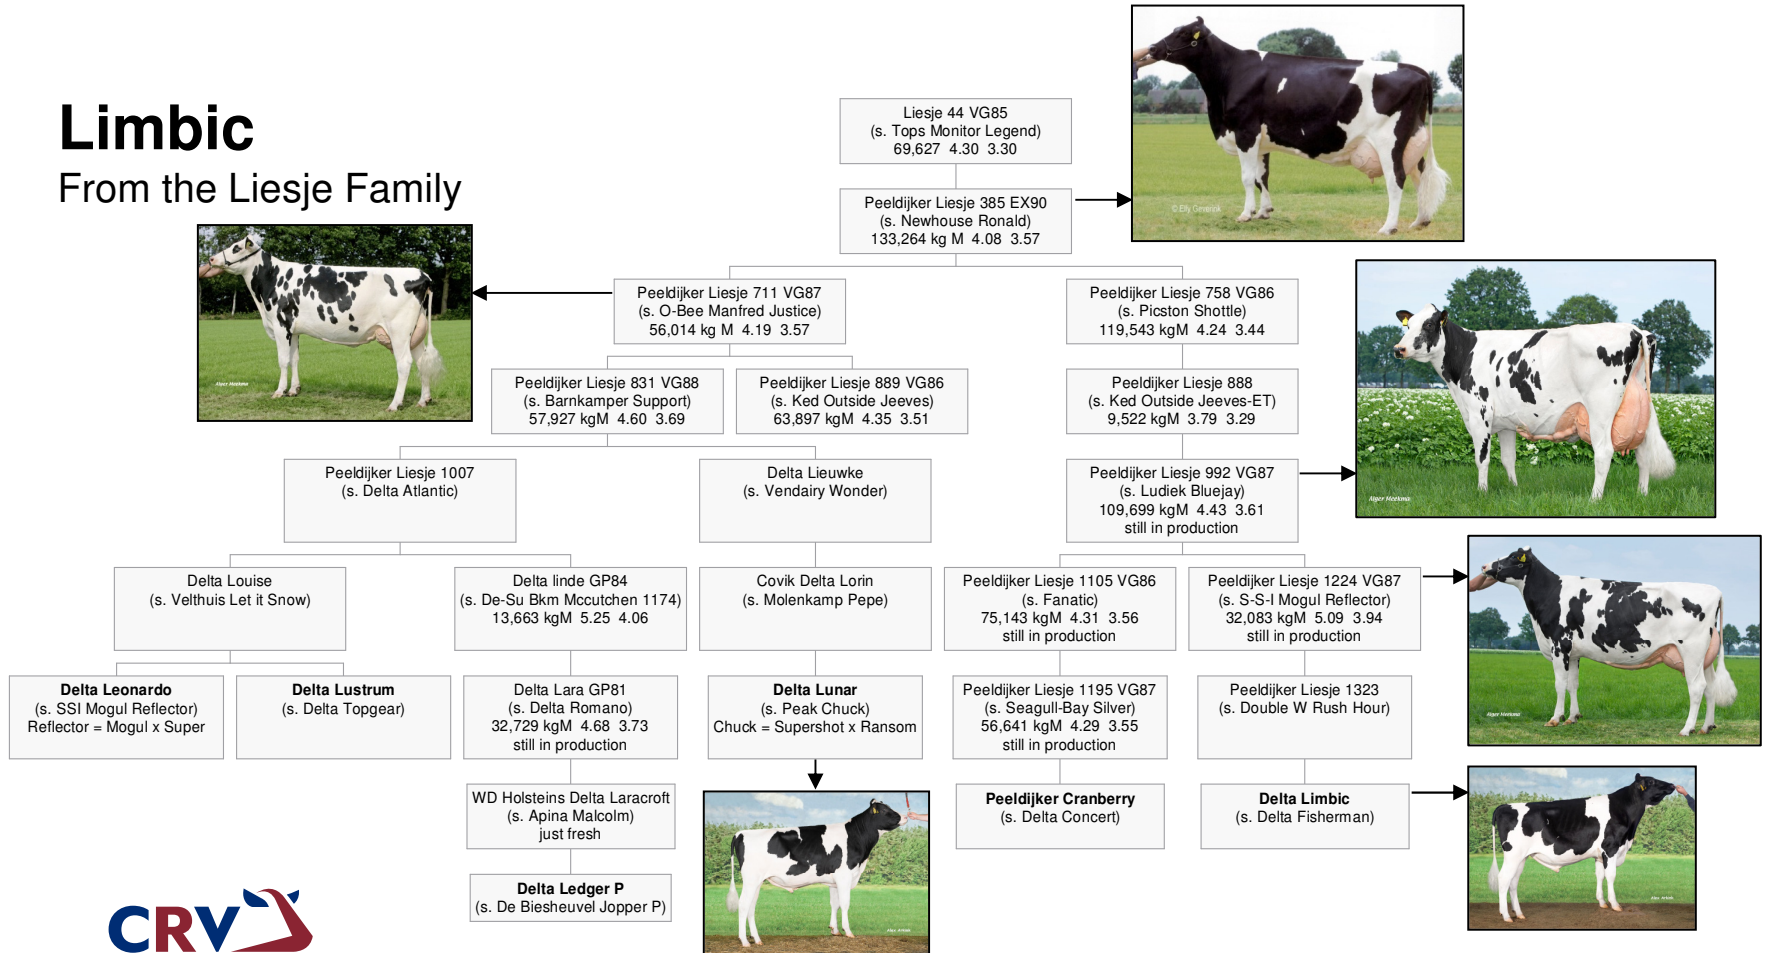 Limbic
From the Liesje Family
Liesje 44 VG85
(s. Tops Monitor Legend)
69,627 4.30 3.30
Peeldijker Liesje 385 EX90
(s. Newhouse Ronald)
133,264 kg M 4.08 3.57
© Elly Geverink
Peeldijker Liesje 711 VG87
(s. O-Bee Manfred Justice)
56,014 kg M 4.19 3.57
Peeldijker Liesje 758 VG86
(s. Picston Shottle)
119,543 kgM 4.24 3.44
Alger Meekma
Peeldijker Liesje 831 VG88
(s. Barnkamper Support)
57,927 kgM 4.60 3.69
Peeldijker Liesje 889 VG86
(s. Ked Outside Jeeves)
63,897 kgM 4.35 3.51
Peeldijker Liesje 888
(s. Ked Outside Jeeves-ET)
9,522 kgM 3.79 3.29
Peeldijker Liesje 1007
(s. Delta Atlantic)
Delta Lieuwke
(s. Vendairy Wonder)
Peeldijker Liesje 992 VG87
(s. Ludiek Bluejay)
109,699 kgM 4.43 3.61
still in production
Alger Meekma
Delta Louise
(s. Velthuis Let it Snow)
Delta linde GP84
(s. De-Su Bkm Mccutchen 1174)
13,663 kgM 5.25 4.06
Covik Delta Lorin
(s. Molenkamp Pepe)
Peeldijker Liesje 1105 VG86
(s. Fanatic)
75,143 kgM 4.31 3.56
still in production
Peeldijker Liesje 1224 VG87
(s. S-S-I Mogul Reflector)
32,083 kgM 5.09 3.94
still in production
Alger Meekma
Delta Leonardo
(s. SSI Mogul Reflector)
Reflector = Mogul x Super
Delta Lustrum
(s. Delta Topgear)
Delta Lara GP81
(s. Delta Romano)
32,729 kgM 4.68 3.73
still in production
Delta Lunar
(s. Peak Chuck)
Chuck = Supershot x Ransom
Peeldijker Liesje 1195 VG87
(s. Seagull-Bay Silver)
56,641 kgM 4.29 3.55
still in production
Peeldijker Liesje 1323
(s. Double W Rush Hour)
WD Holsteins Delta Laracroft
(s. Apina Malcolm)
just fresh
Peeldijker Cranberry
(s. Delta Concert)
Delta Limbic
(s. Delta Fisherman)
Delta Ledger P
(s. De Biesheuvel Jopper P)
CRV